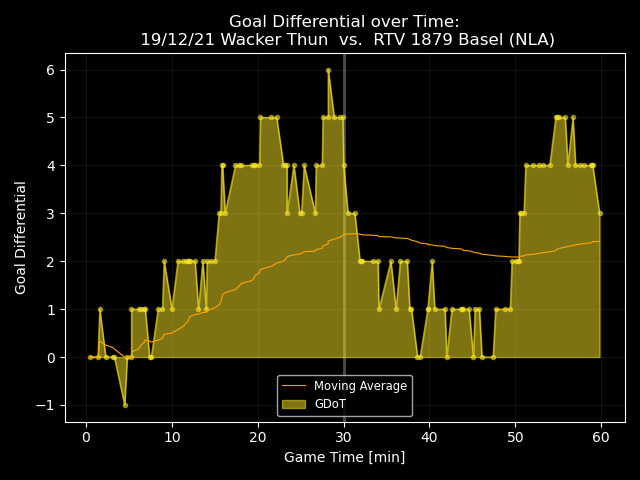 Goal Differential over Time:
19/12/21 Wacker Thun  vs.  RTV 1879 Basel (NLA)
Goal Differential
6
5
4
3
2
1
0
−1
0 10 20 30 40 50 60
Game Time [min]
Moving Average
GDoT